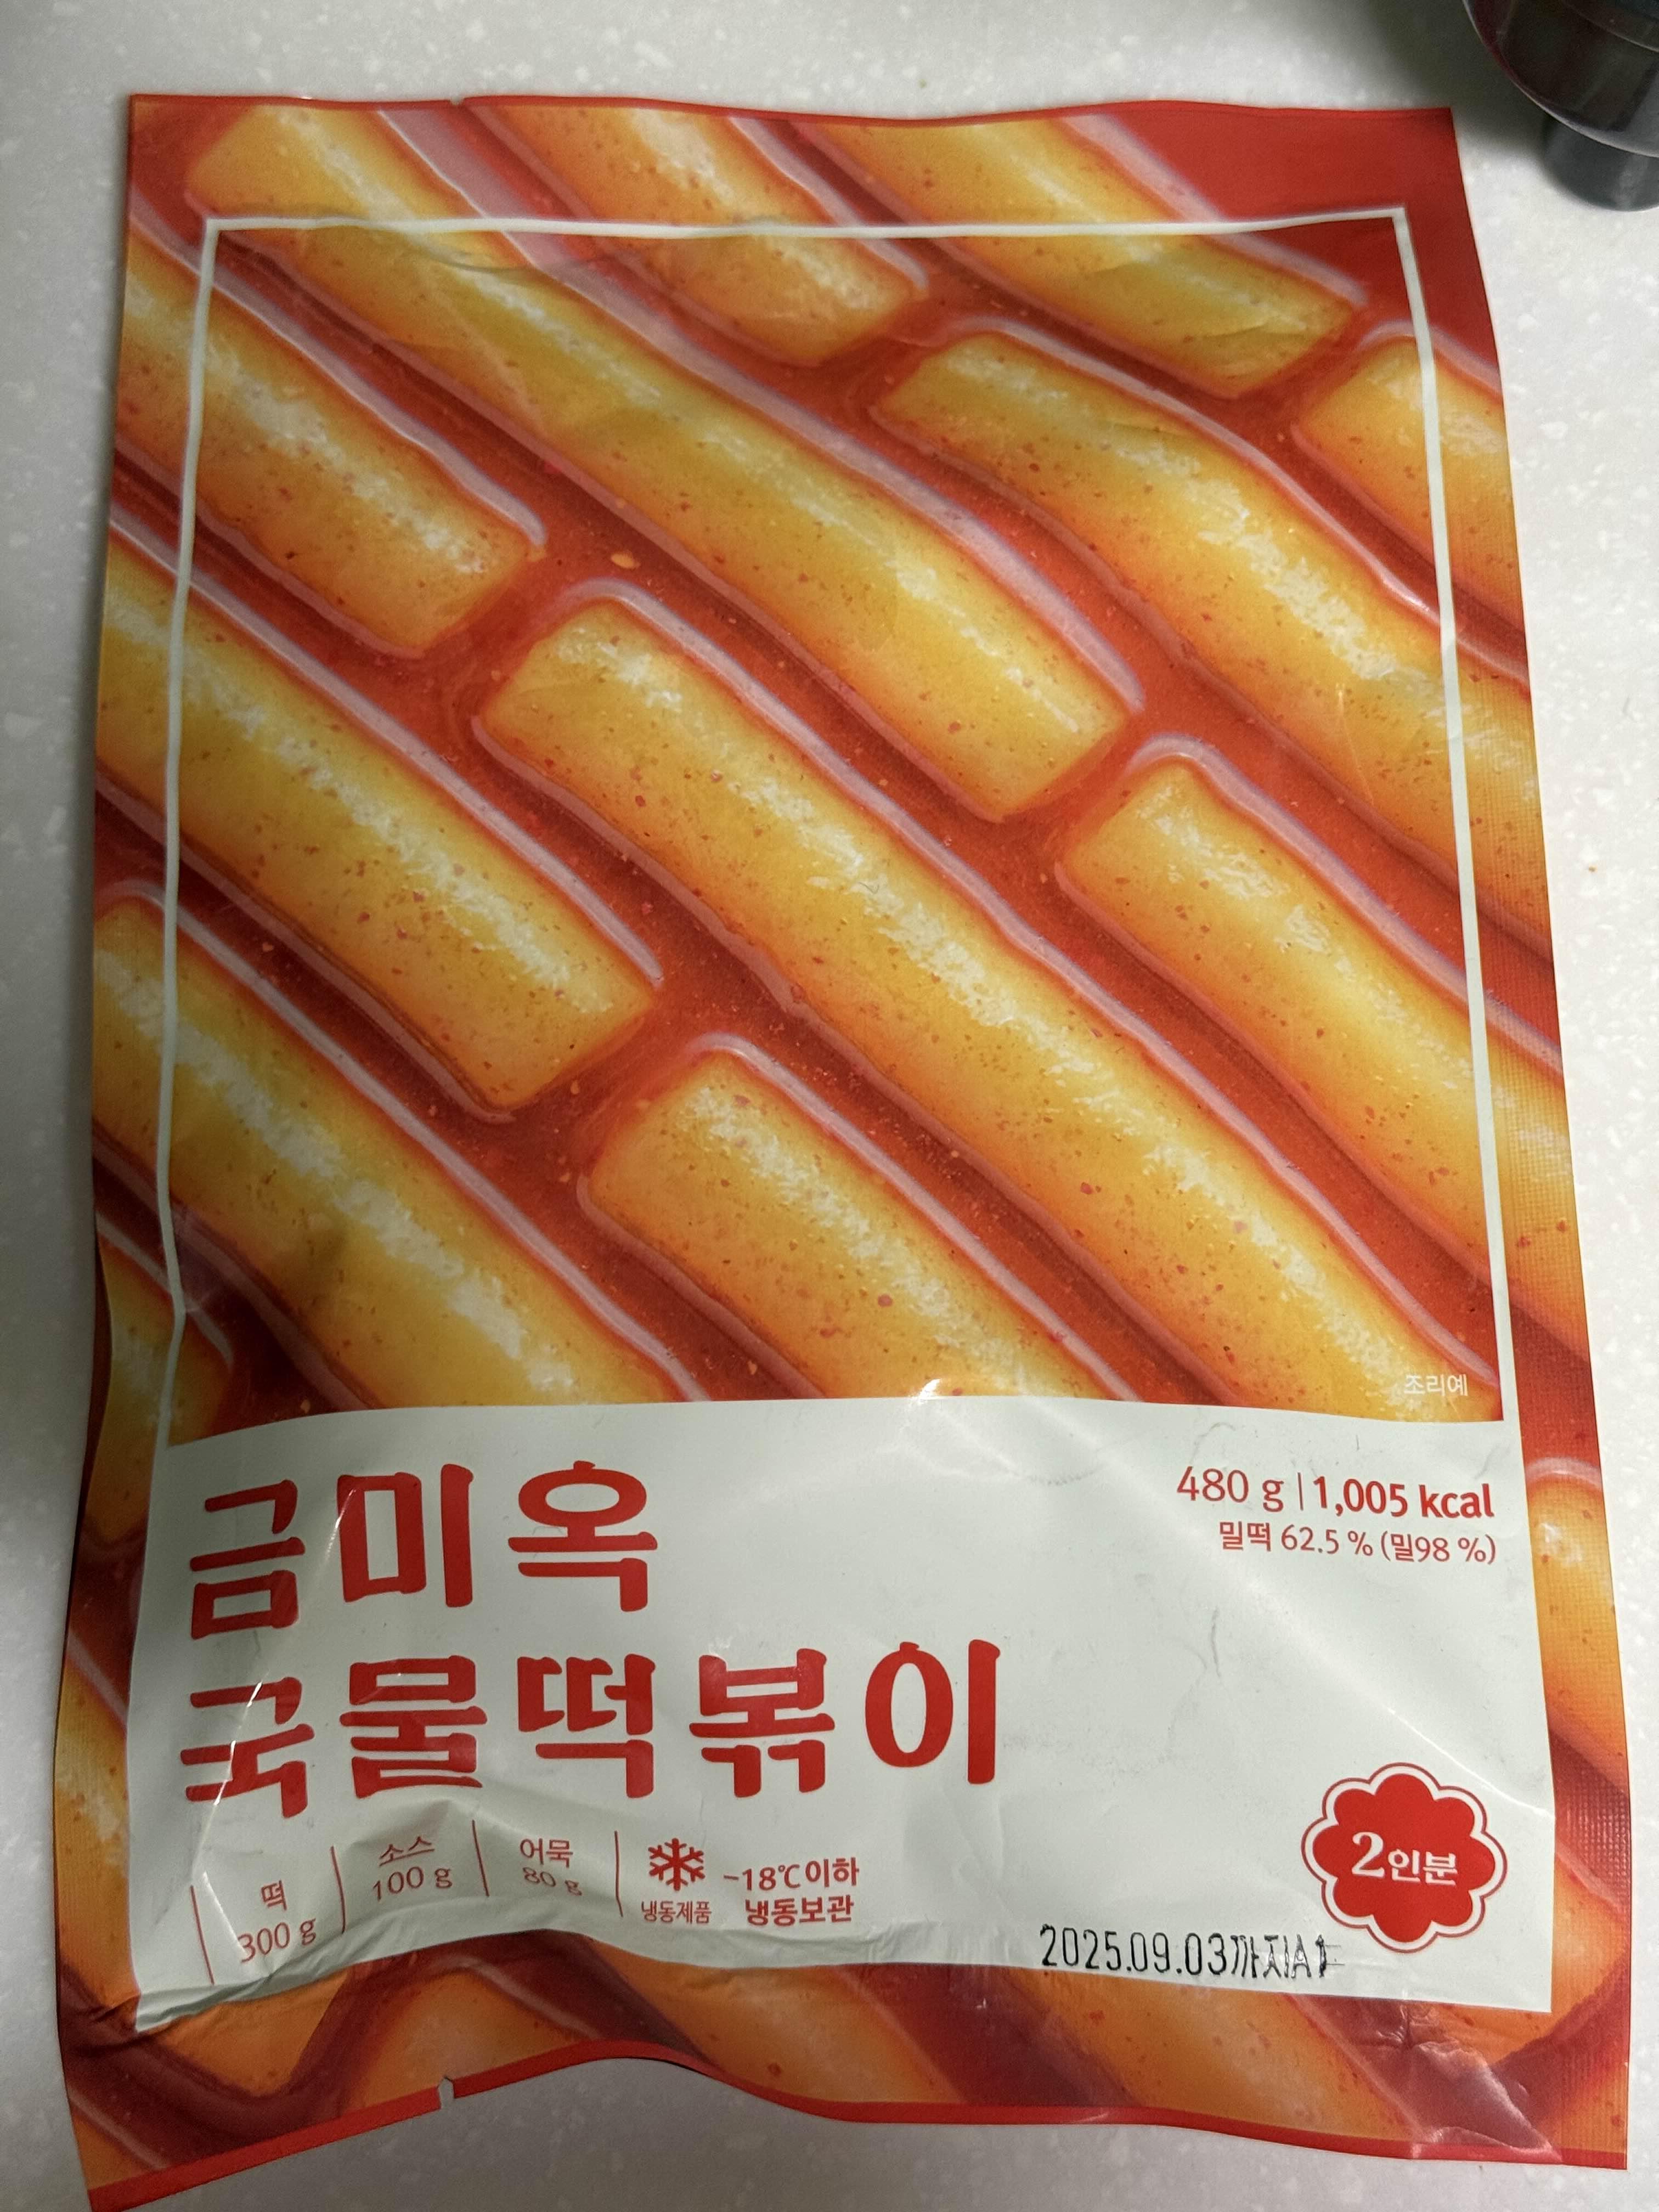 조리예
금미옥
국물떡볶이
480 g | 1,005 kcal
밀떡 62.5 % (밀98 %)
떡
300 g
소스
100 g
어묵
80 g
냉동제품
-18℃이하
냉동보관
2인분
2025.09.03까지A1